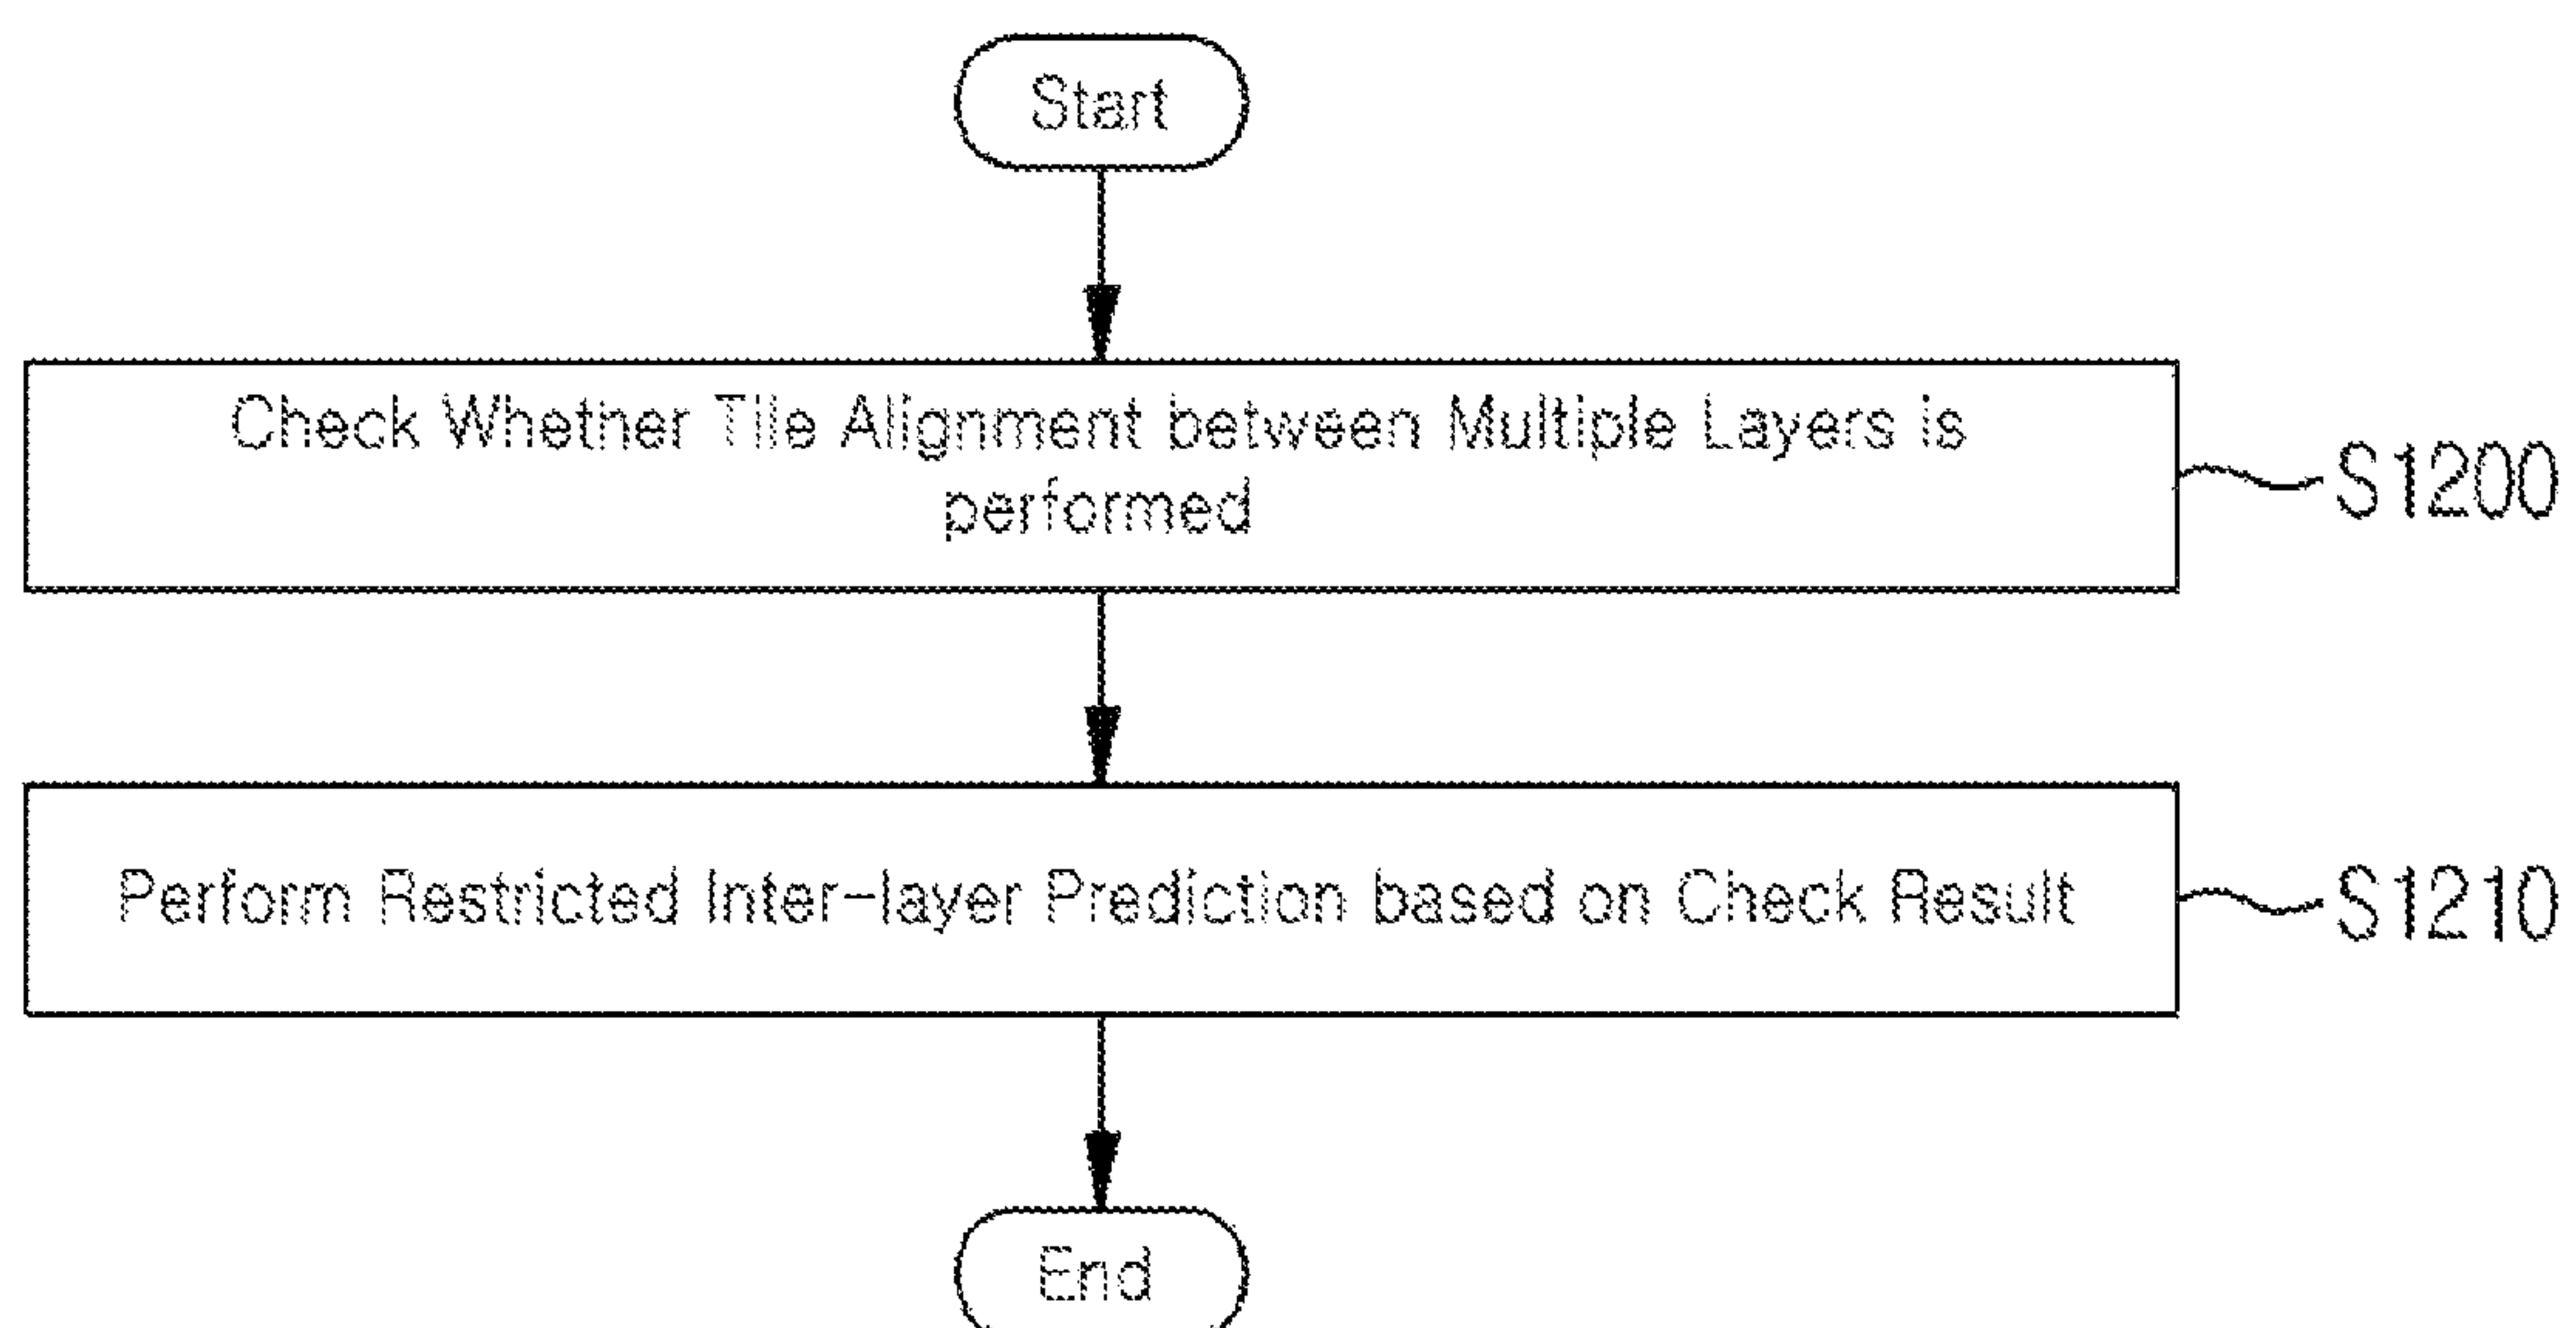 Start
Check Whether Tile Alignment between Multiple Layers is
performed
S1200
Perform Restricted Inter-layer Prediction based on Check Result
S1210
End